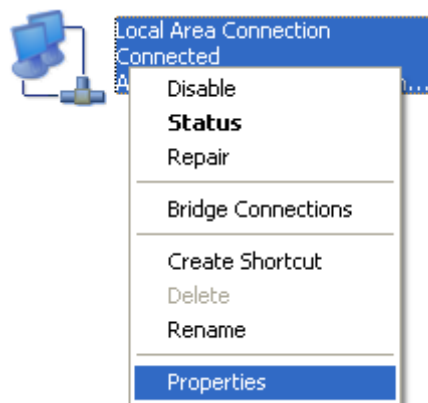 Local Area Connection
Connected
A
Disable
Status
Repair
Bridge Connections
Create Shortcut
Delete
Rename
Properties